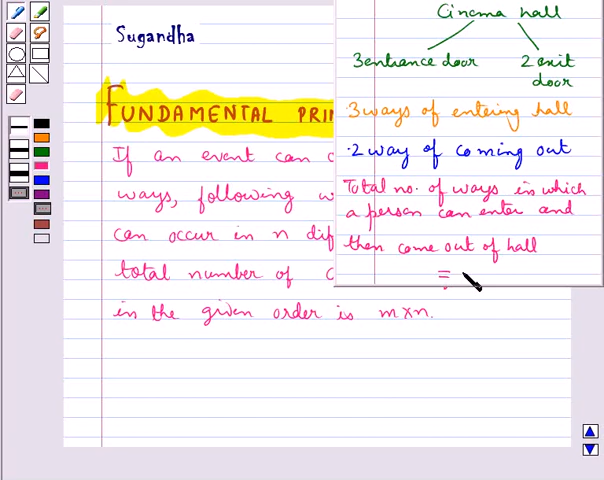 Sugandha
FUNDAMENTAL PRIN
If an event can
ways, following w
can occur in n dif
total number of
in the given order is m×n.
Cinema hall
3 entrance door 2 exit
door
·3 ways of entering hall
·2 way of coming out
Total no. of ways in which
a person can enter and
then come out of hall
=